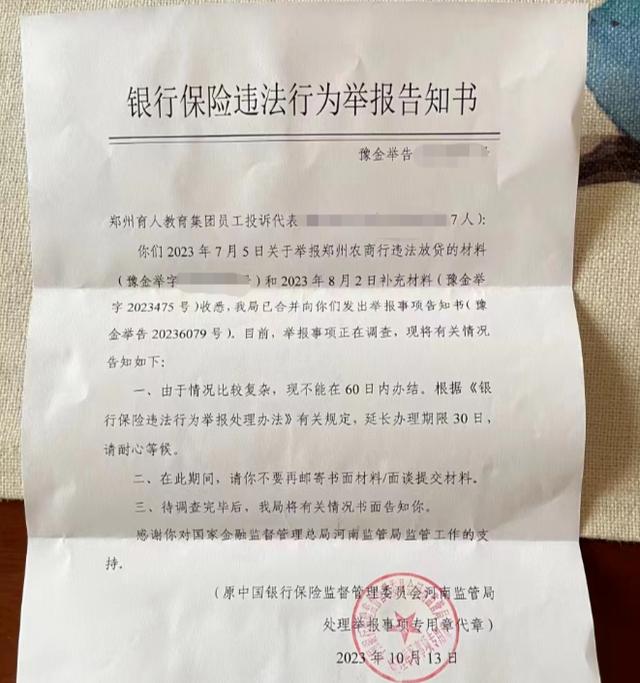 银行保险违法行为举报告知书
豫金举告
郑州育人教育集团员工投诉代表 7人):
你们2023年7月5日关于举报郑州农商行违法放贷的材料
(豫金举字 号)和2023年8月2日补充材料(豫金举
字2023475号)收悉,我局已合并向你们发出举报事项告知书(豫
金举告20236079号)。目前,举报事项正在调查,现将有关情况
告知如下:
一、由于情况比较复杂,现不能在60日内办结。根据《银
行保险违法行为举报处理办法》有关规定,延长办理期限30日,
请耐心等候。
二、在此期间,请你不要再邮寄书面材料/面谈提交材料。
三、待调查完毕后,我局将有关情况书面告知你。
感谢你对国家金融监督管理总局河南监管局监管工作的支
持。
(原中国银行保险监督管理委员会河南监管局
处理举报事项专用章代章)
2023年10月13日